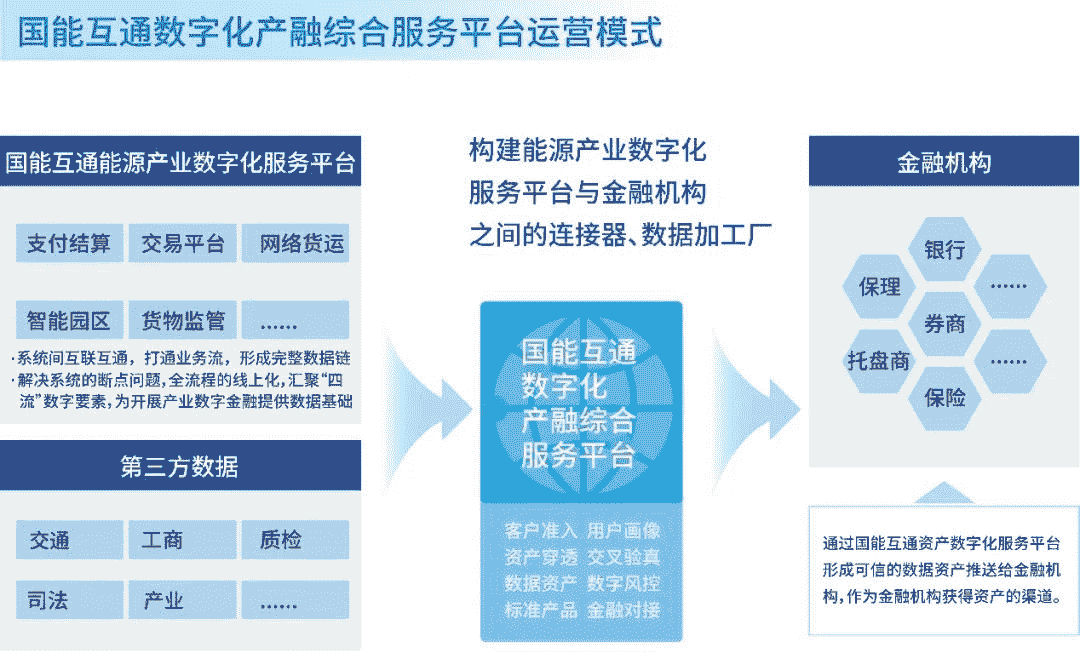 国能互通数字化产融综合服务平台运营模式
国能互通能源产业数字化服务平台
支付结算 交易平台 网络货运
智能园区 货物监管 ......
·系统间互联互通，打通业务流，形成完整数据链
·解决系统的断点问题,全流程的线上化,汇聚“四
流”数字要素,为开展产业数字金融提供数据基础
第三方数据
交通 工商 质检
司法 产业 ......
构建能源产业数字化
服务平台与金融机构
之间的连接器、数据加工厂
国能互通
数字化
产融综合
服务平台
客户准入 用户画像
资产穿透 交叉验真
数据资产 数字风控
标准产品 金融对接
金融机构
银行
保理 ......
券商
托盘商 ......
保险
通过国能互通资产数字化服务平台
形成可信的数据资产推送给金融机
构,作为金融机构获得资产的渠道。